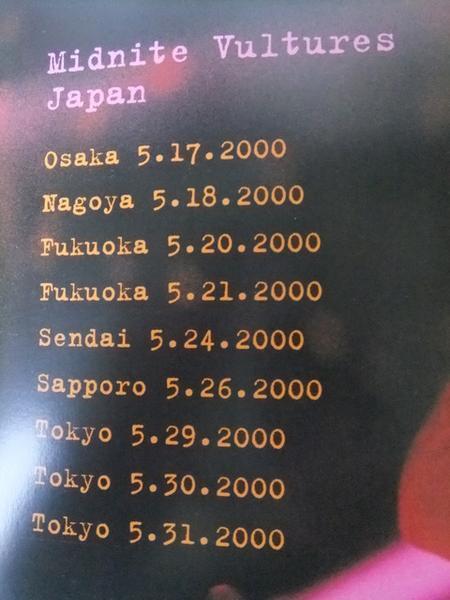 Midnite Vultures
Japan
Osaka 5.17.2000
Nagoya 5.18.2000
Fukuoka 5.20.2000
Fukuoka 5.21.2000
Sendai 5.24.2000
Sapporo 5.26.2000
Tokyo 5.29.2000
Tokyo 5.30.2000
Tokyo 5.31.2000